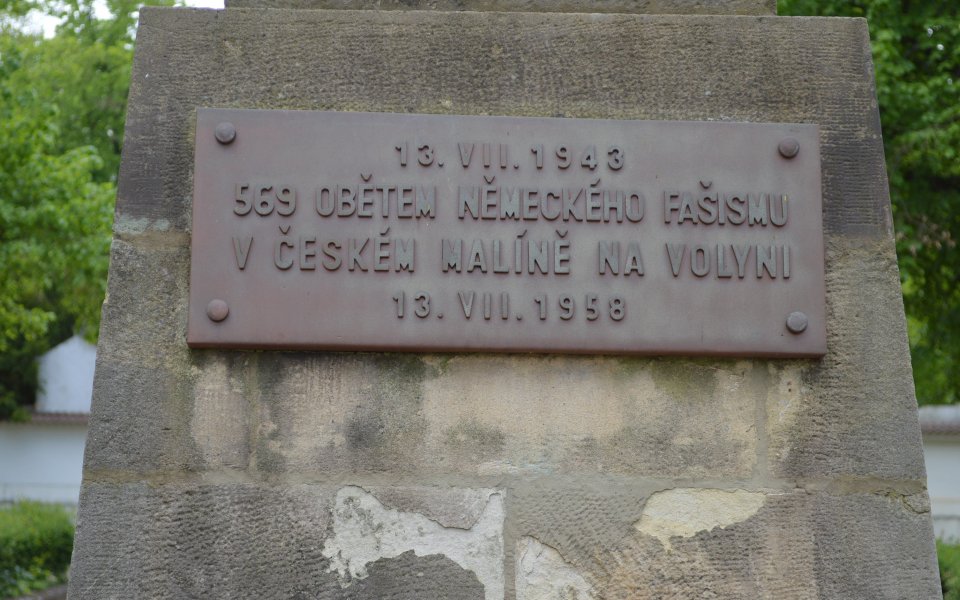 13. VII. 1943
569 OBĚTEM NĚMECKÉHO FAŠISMU
V ČESKÉM MALÍNĚ NA VOLYNI
13. VII. 1958